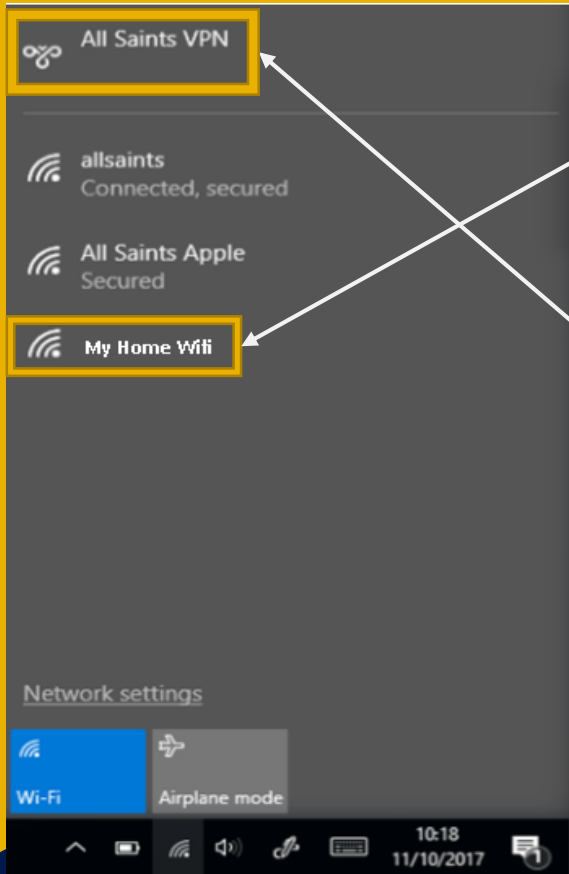 All Saints VPN
allsaints
Connected, secured
All Saints Apple
Secured
My Home Wifi
Network settings
Wi-Fi
Airplane mode
10:18
11/10/2017
1